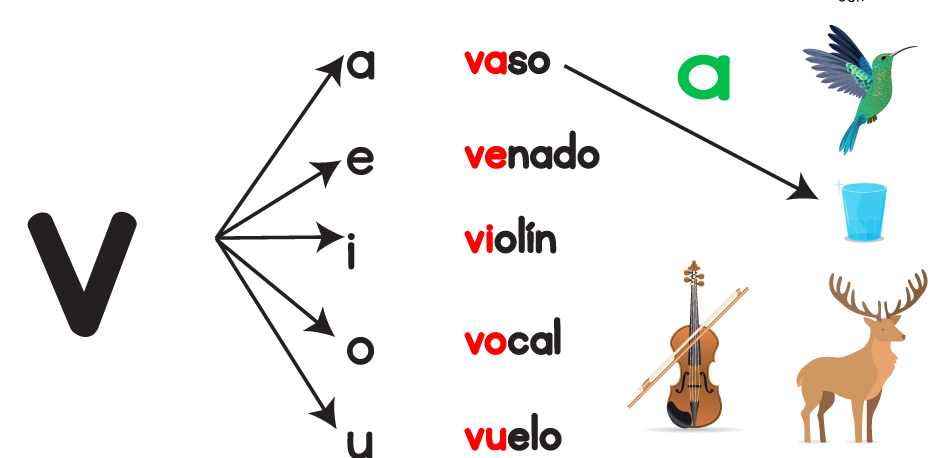 a vaso a
e venado
v i violín
o vocal
u vuelo